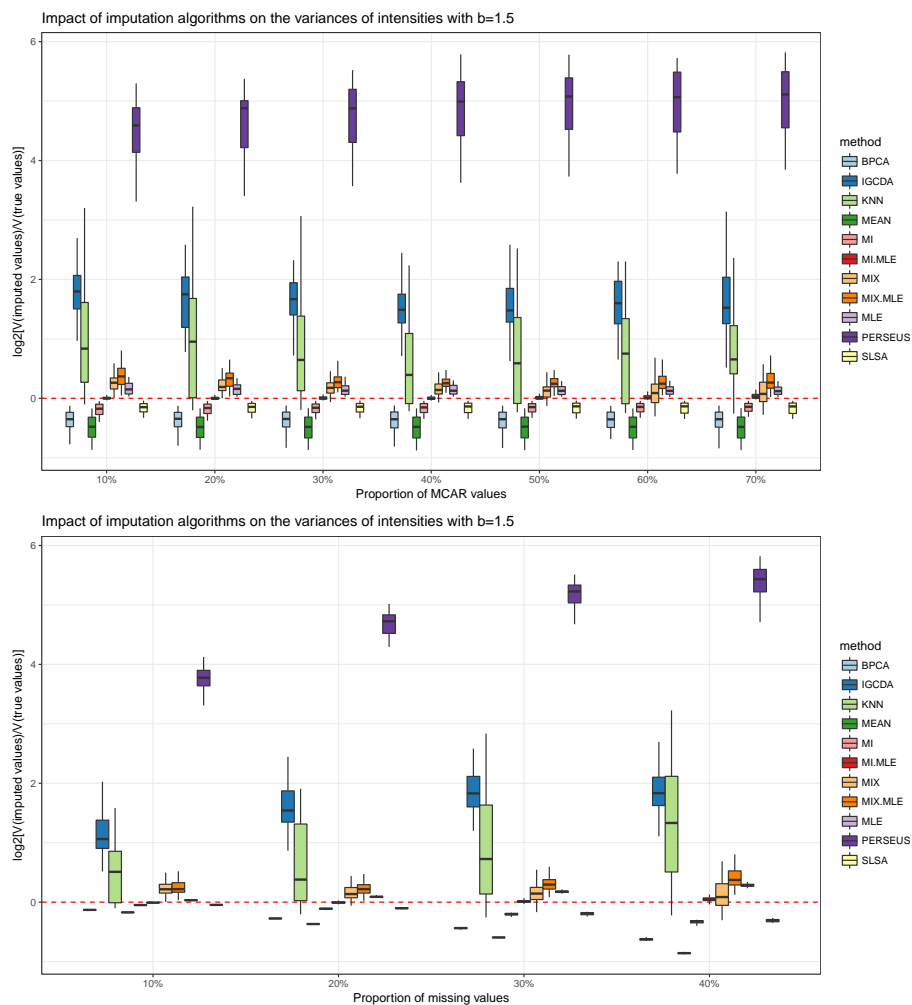 Impact of imputation algorithms on the variances of intensities with b=1.5
log2[V(imputed values)/V(true values)]
6
4
2
0
10%
20%
30%
40%
50%
60%
70%
Proportion of MCAR values
method
BPCA
IGCDA
KNN
MEAN
MI
MI.MLE
MIX
MIX.MLE
MLE
PERSEUS
SLSA
Impact of imputation algorithms on the variances of intensities with b=1.5
log2[V(imputed values)/V(true values)]
6
4
2
0
10%
20%
30%
40%
Proportion of missing values
method
BPCA
IGCDA
KNN
MEAN
MI
MI.MLE
MIX
MIX.MLE
MLE
PERSEUS
SLSA